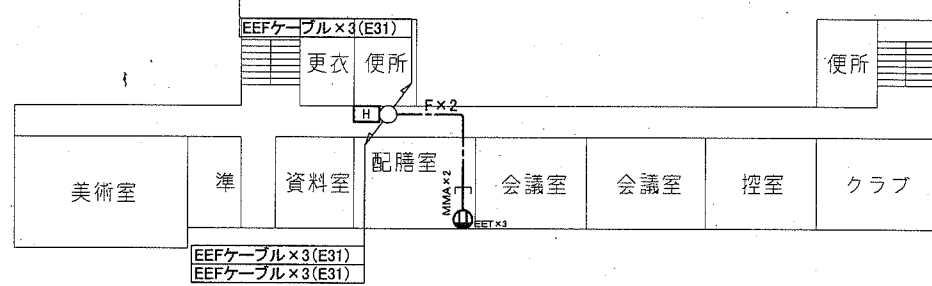 EEFケーブル×3(E31)
更衣
便所
便所
H
F×2
美術室
準
資料室
配膳室
MMA×2
EET×3
会議室
会議室
控室
クラブ
EEFケーブル×3(E31)
EEFケーブル×3(E31)